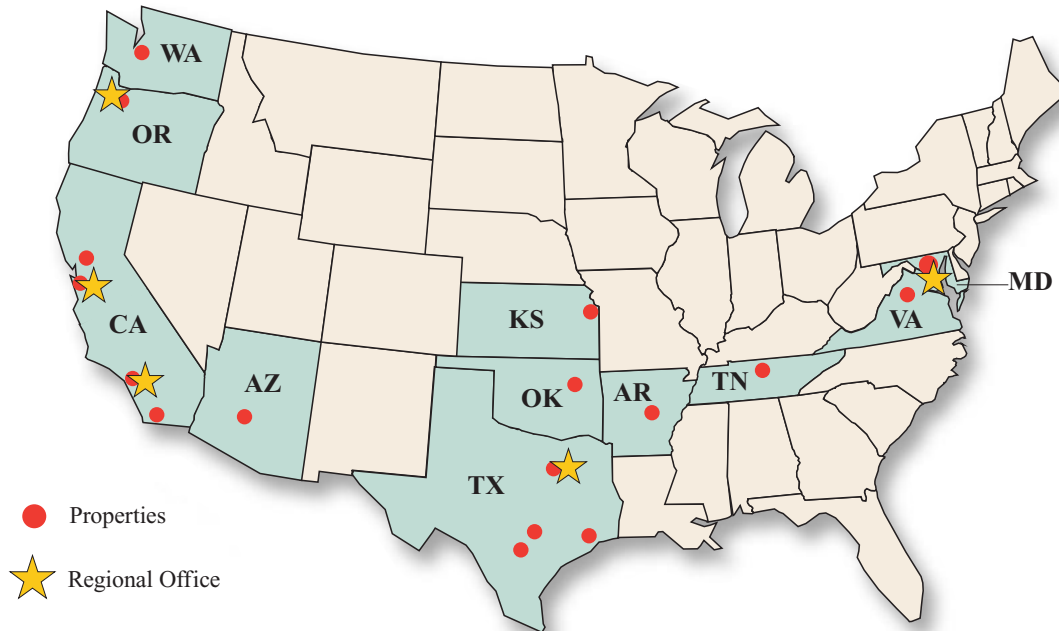 WA
OR
MD
KS
CA
VA
TN
AZ
AR
OK
TX
Properties
Regional Office